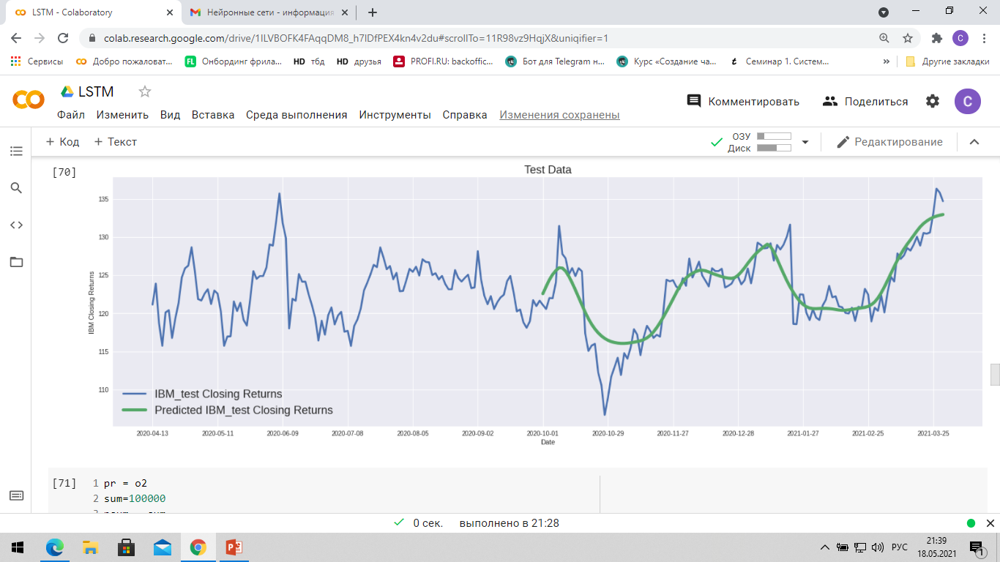 LSTM - Colaboratory
Нейронные сети - информация
colab.research.google.com/drive/1ILVBOFK4FAqqDM8_h7lDfPEX4kn4v2du#scrollTo=11R98vz9HqjX&uniqifier=1
C
Сервисы Добро пожаловат... FL Онбординг фрила... HD тбд HD друзья PROFI.RU: backoffic... Бот для Telegram н... Курс «Создание ча... t Семинар 1. Систем... » Другие закладки
LSTM
Комментировать Поделиться C
Файл Изменить Вид Вставка Среда выполнения Инструменты Справка Изменения сохранены
+ Код + Текст
ОЗУ
Диск
Редактирование
[70]
Test Data
135
130
125
120
115
110
IBM Closing Returns
IBM_test Closing Returns
Predicted IBM_test Closing Returns
2020-04-13 2020-05-11 2020-06-09 2020-07-08 2020-08-05 2020-09-02 2020-10-01 2020-10-29 2020-11-27 2020-12-28 2021-01-27 2021-02-25 2021-03-25
Date
[71] 1 pr = o2
2 sum=100000
0 сек. выполнено в 21:28
РУС
21:39
18.05.2021
1